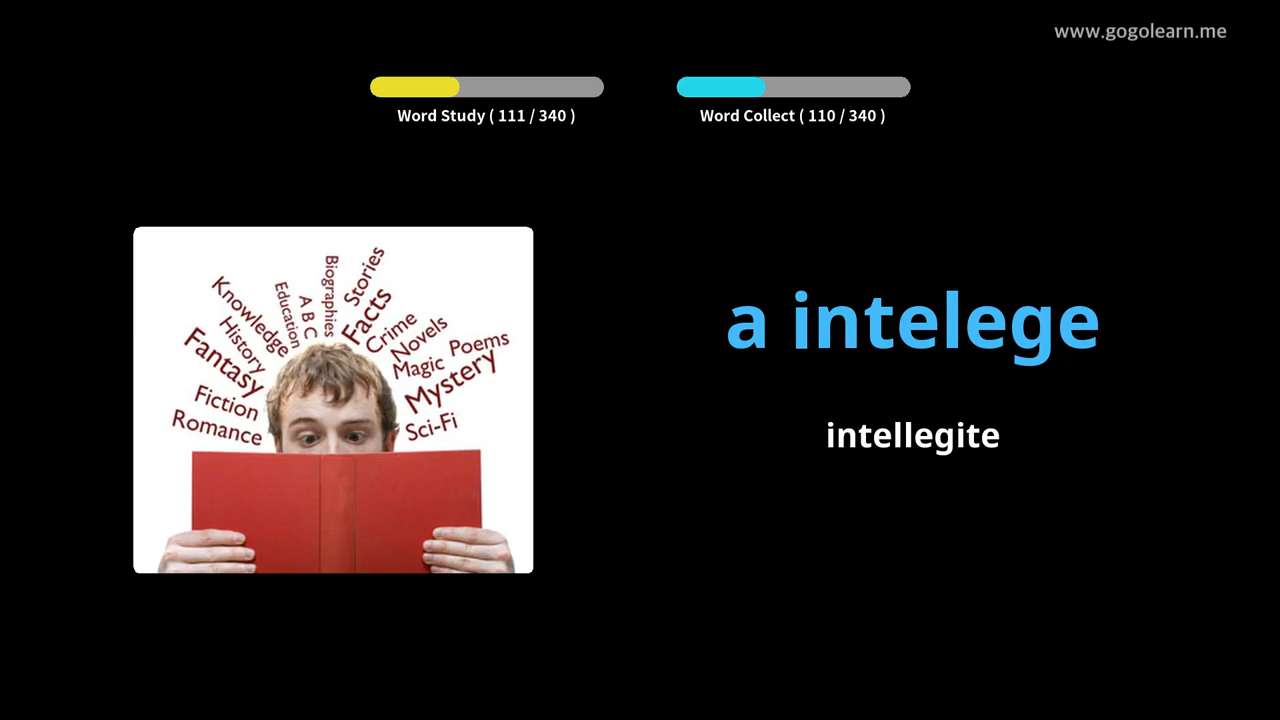 www.gogolearn.me
Word Study ( 111 / 340 )
Word Collect ( 110 / 340 )
Knowledge
History
Fantasy
Fiction
Romance
Education
A B C
Biographies
Stories
Facts
Crime
Novels
Magic
Poems
Mystery
Sci-Fi
a intelege
intellegite